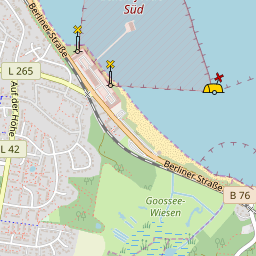 Süd
Berliner Straße
L 265
Auf der Höhe
L 42
Berliner Straße
B 76
Goossee-
Wiesen